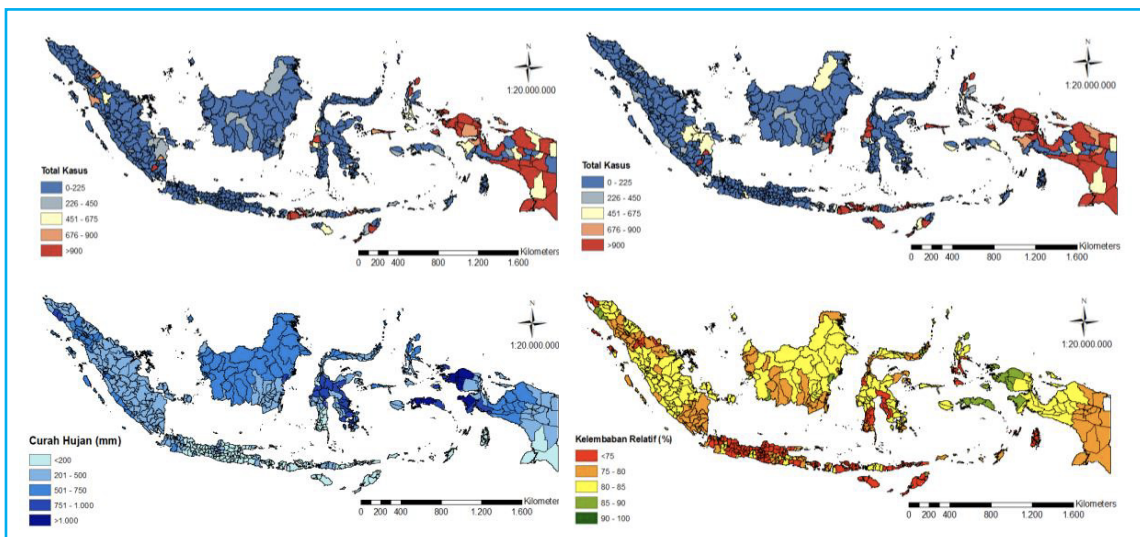 N
1:20.000.000
Total Kasus
0-225
226 - 450
451 - 675
676 - 900
>900
Kilometers
0 200 400 800 1.200 1.600
N
1:20.000.000
Total Kasus
0 - 225
226 - 450
451 - 675
676 - 900
>900
Kilometers
0 200 400 800 1.200 1.600
N
1:20.000.000
Curah Hujan (mm)
<200
201 - 500
501 - 750
751 - 1.000
>1.000
Kilometer
0 200 400 800 1.200 1.600
N
1:20.000.000
Kelembaban Relatif (%)
<75
75 - 80
80 - 85
85 - 90
90 - 100
Kilometers
0 200 400 800 1.200 1.600